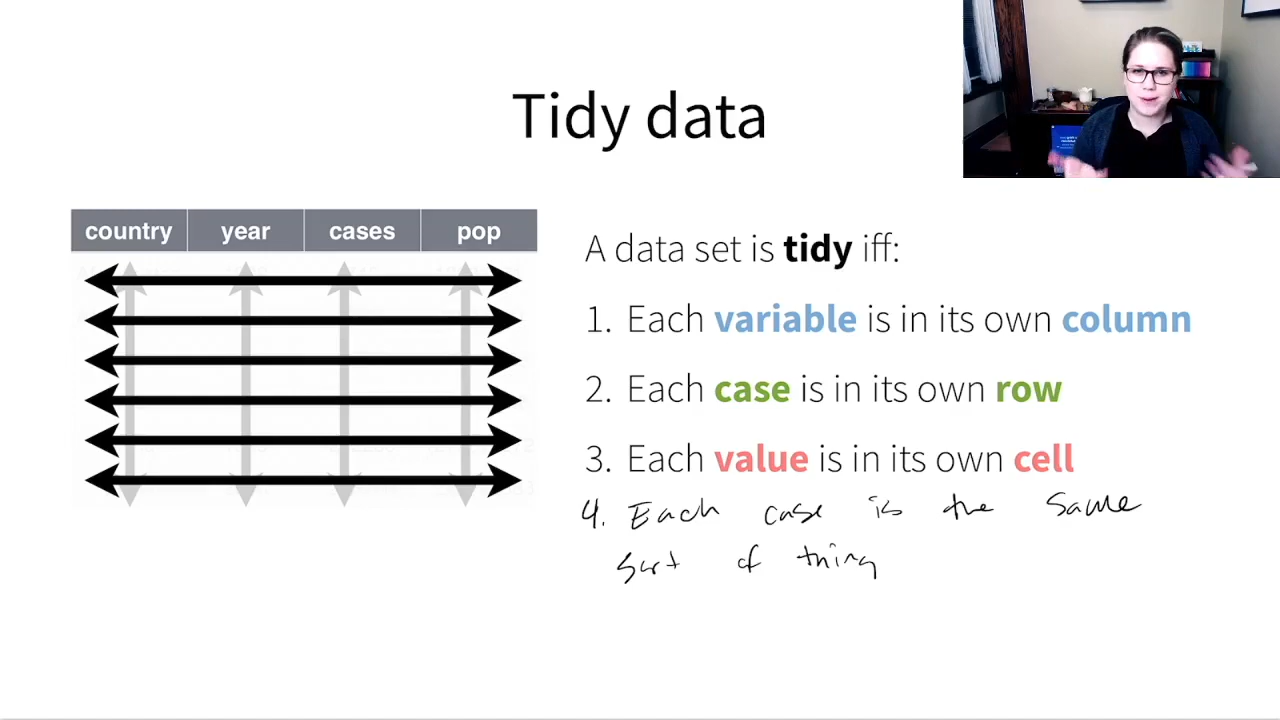 Tidy data
country year cases pop
A data set is tidy iff:
1. Each variable is in its own column
2. Each case is in its own row
3. Each value is in its own cell
4. Each case is the same
sort of thing